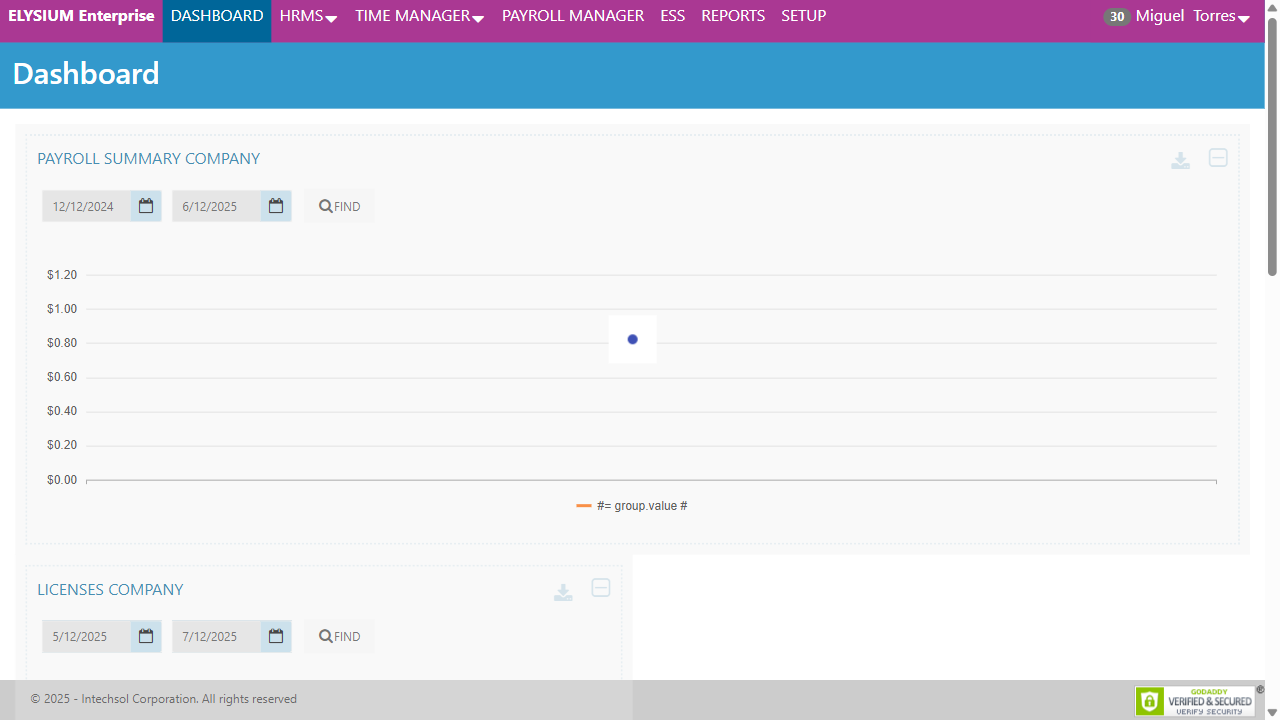 ELYSIUM Enterprise DASHBOARD HRMS TIME MANAGER PAYROLL MANAGER ESS REPORTS SETUP 30 Miguel Torres
Dashboard
PAYROLL SUMMARY COMPANY
12/12/2024 6/12/2025 FIND
$1.20
$1.00
$0.80
$0.60
$0.40
$0.20
$0.00
#= group.value #
LICENSES COMPANY
5/12/2025 7/12/2025 FIND
© 2025 - Intechsol Corporation. All rights reserved
GODADDY
VERIFIED & SECURED
VERIFY SECURITY
®